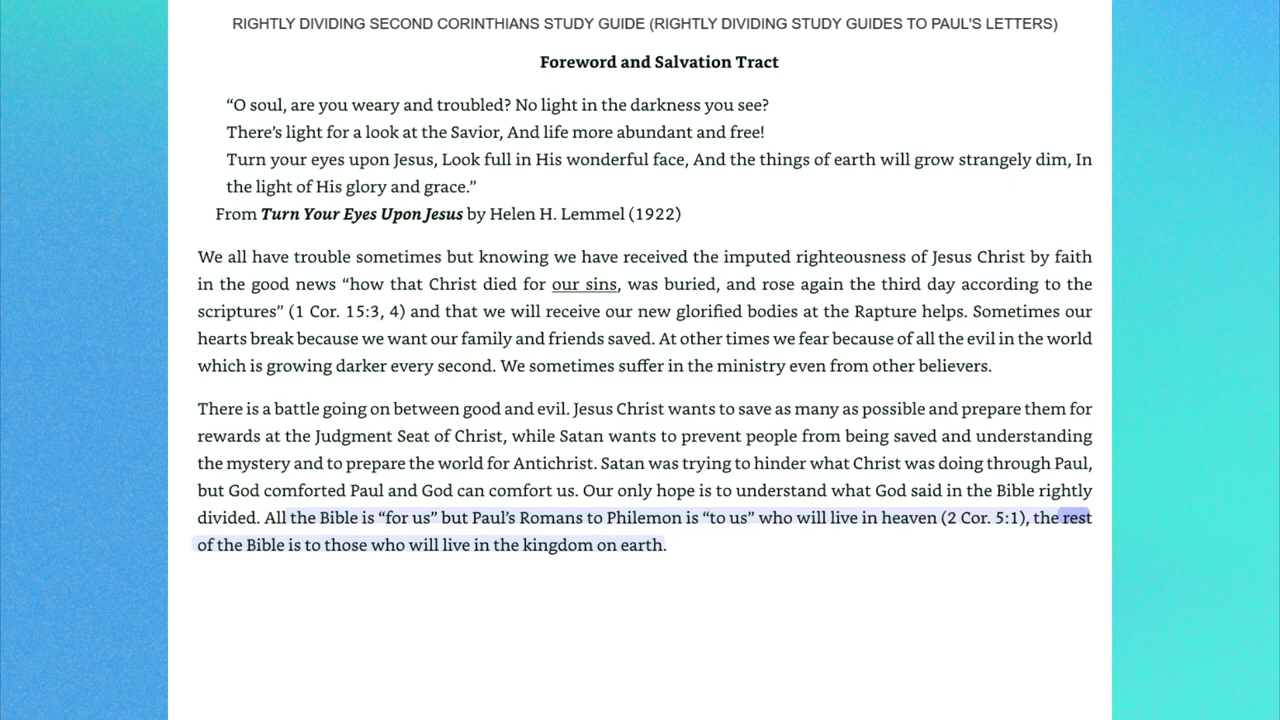 RIGHTLY DIVIDING SECOND CORINTHIANS STUDY GUIDE (RIGHTLY DIVIDING STUDY GUIDES TO PAUL'S LETTERS)
Foreword and Salvation Tract
“O soul, are you weary and troubled? No light in the darkness you see?
There’s light for a look at the Savior, And life more abundant and free!
Turn your eyes upon Jesus, Look full in His wonderful face, And the things of earth will grow strangely dim, In
the light of His glory and grace.”
From Turn Your Eyes Upon Jesus by Helen H. Lemmel (1922)
We all have trouble sometimes but knowing we have received the imputed righteousness of Jesus Christ by faith
in the good news “how that Christ died for our sins, was buried, and rose again the third day according to the
scriptures” (1 Cor. 15:3, 4) and that we will receive our new glorified bodies at the Rapture helps. Sometimes our
hearts break because we want our family and friends saved. At other times we fear because of all the evil in the world
which is growing darker every second. We sometimes suffer in the ministry even from other believers.
There is a battle going on between good and evil. Jesus Christ wants to save as many as possible and prepare them for
rewards at the Judgment Seat of Christ, while Satan wants to prevent people from being saved and understanding
the mystery and to prepare the world for Antichrist. Satan was trying to hinder what Christ was doing through Paul,
but God comforted Paul and God can comfort us. Our only hope is to understand what God said in the Bible rightly
divided. All the Bible is “for us” but Paul’s Romans to Philemon is “to us” who will live in heaven (2 Cor. 5:1), the rest
of the Bible is to those who will live in the kingdom on earth.